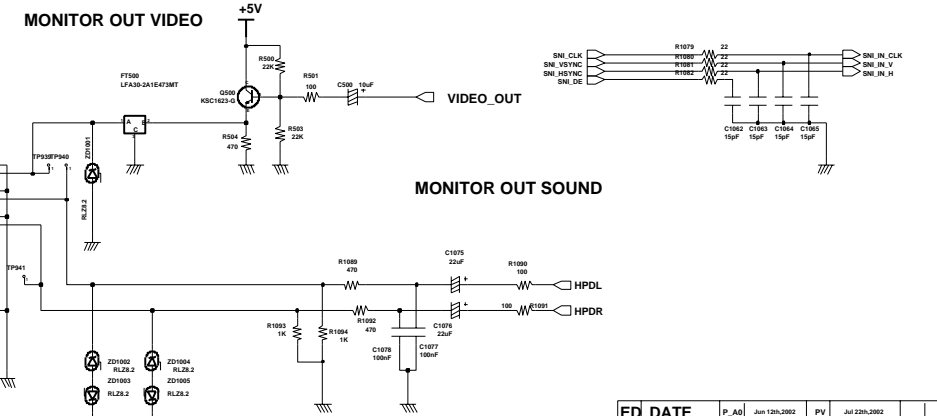 MONITOR OUT VIDEO
+5V
R500
22K
FT500
LFA30-2A1E473MT
R501
100
C500 10uF
Q500
KSC1623-G
VIDEO_OUT
A B
C
R504
470
R503
22K
TP939TP940
ZD1001
RLZ8.2
SNI_CLK
SNI_VSYNC
SNI_HSYNC
SNI_DE
R1079 22
R1080 22
R1081 22
R1082 22
SNI_IN_CLK
SNI_IN_V
SNI_IN_H
C1062 C1063 C1064 C1065
15pF 15pF 15pF 15pF
MONITOR OUT SOUND
TP941
R1089
470
C1075
22uF
R1090
100
HPDL
100 R1091
HPDR
R1092
470
C1076
22uF
R1093
1K
R1094
1K
C1078
100nF
C1077
100nF
ZD1002
RLZ8.2
ZD1004
RLZ8.2
ZD1003
RLZ8.2
ZD1005
RLZ8.2
ED DATE P_A0 Jun 12th,2002 PV Jul 22th,2002